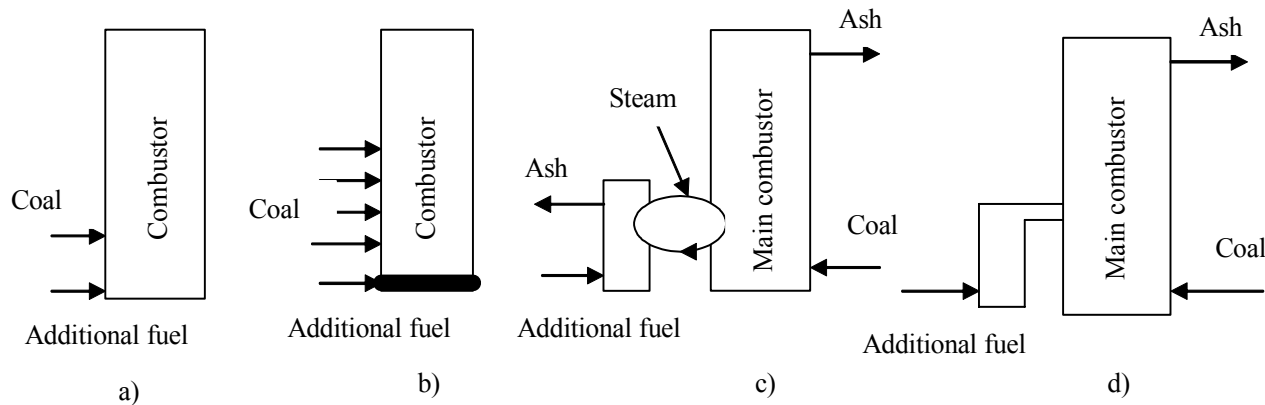 Coal
Combustor
Additional fuel
a)
Coal
Combustor
Additional fuel
b)
Ash
Steam
Ash
Main combustor
Coal
Additional fuel
c)
Ash
Main combustor
Coal
Additional fuel
d)